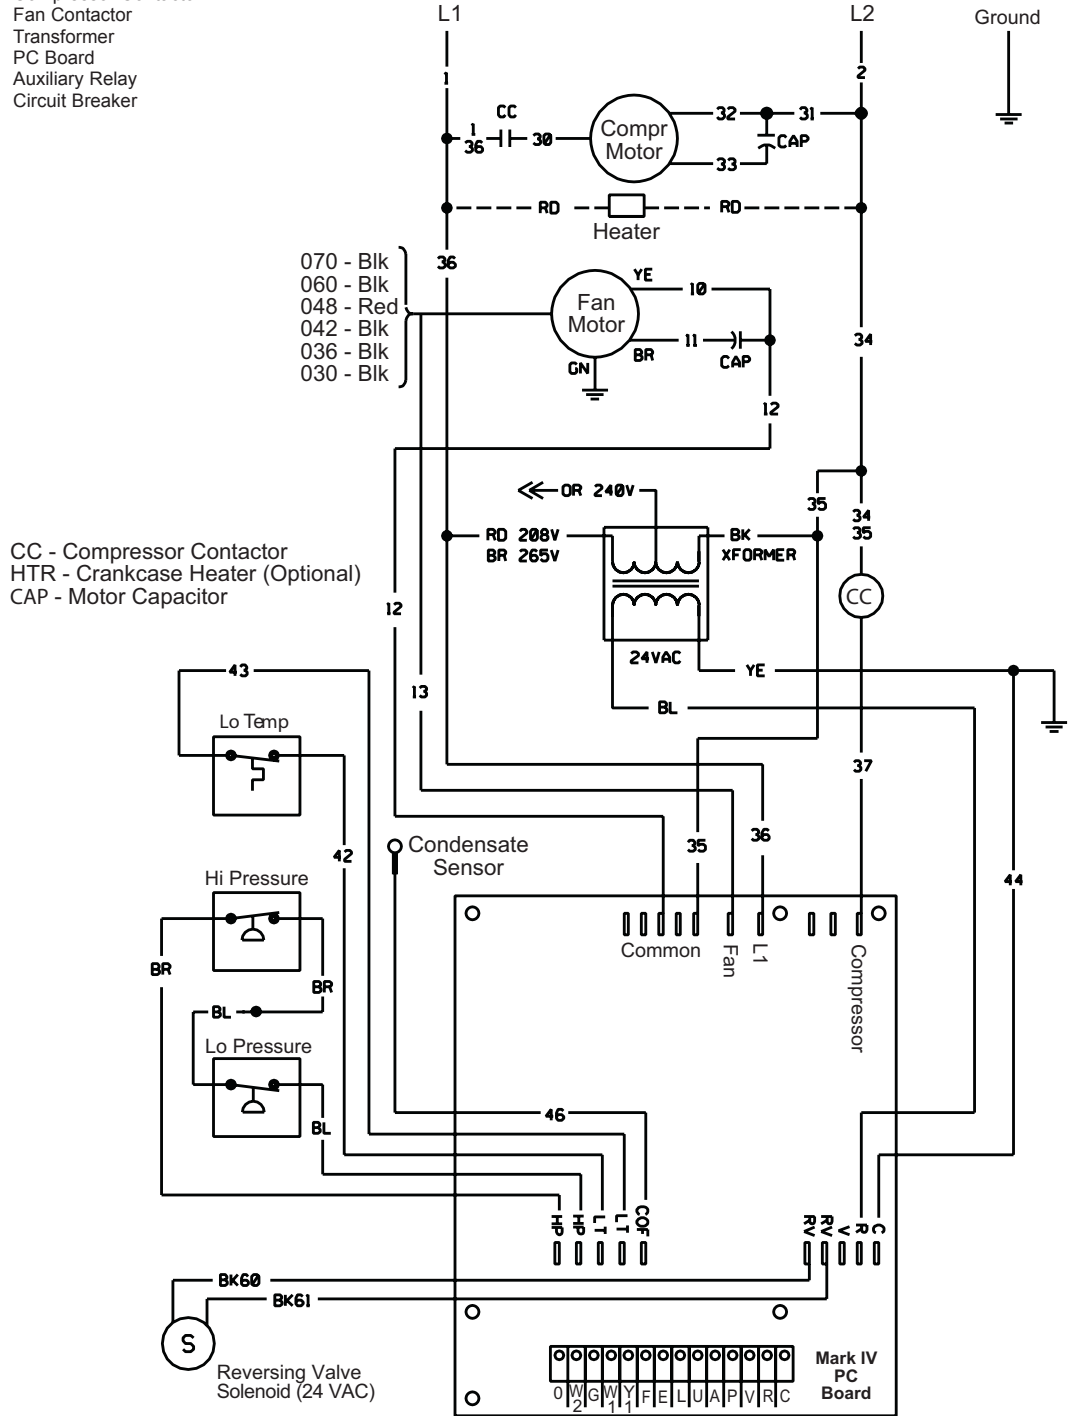 Fan Contactor
Transformer
PC Board
Auxiliary Relay
Circuit Breaker
L1
L2
Ground
1
2
CC
1
36
30
Compr
Motor
32
31
CAP
33
RD
RD
Heater
070 - Blk
060 - Blk
048 - Red
042 - Blk
036 - Blk
030 - Blk
36
YE
10
Fan
Motor
11
BR
CAP
GN
34
12
OR 240V
35
34
35
RD 208V
BR 265V
BK
XFORMER
CC - Compressor Contactor
HTR - Crankcase Heater (Optional)
CAP - Motor Capacitor
CC
12
24VAC
YE
43
13
BL
Lo Temp
37
Condensate
Sensor
35
36
42
44
Hi Pressure
Common
Fan
L1
Compressor
BR
BR
BL
Lo Pressure
46
BL
HP
HP
LT
LT
COF
RV
RV
V
R
C
BK60
BK61
S
Reversing Valve
Solenoid (24 VAC)
Mark IV
PC
Board
0 W2 G W1 Y1 F E L U A P V R C